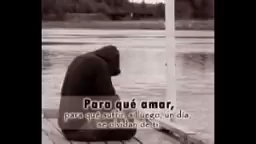 Para qué amar,
para qué sufrir, si luego, un día
se olvidan de ti.